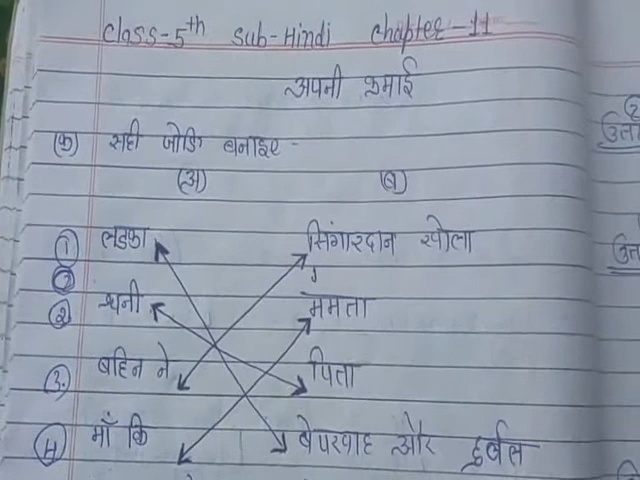 Class-5th Sub-Hindi Chapter-11
अपनी कमाई
(क) सही जोडि बनाइए -
(अ) (ब)
1 लडका सिंगारदान खोला
2 धनी ममता
3. बहिन ने पिता
4 माँ कि बेपरवाह और दुर्बल